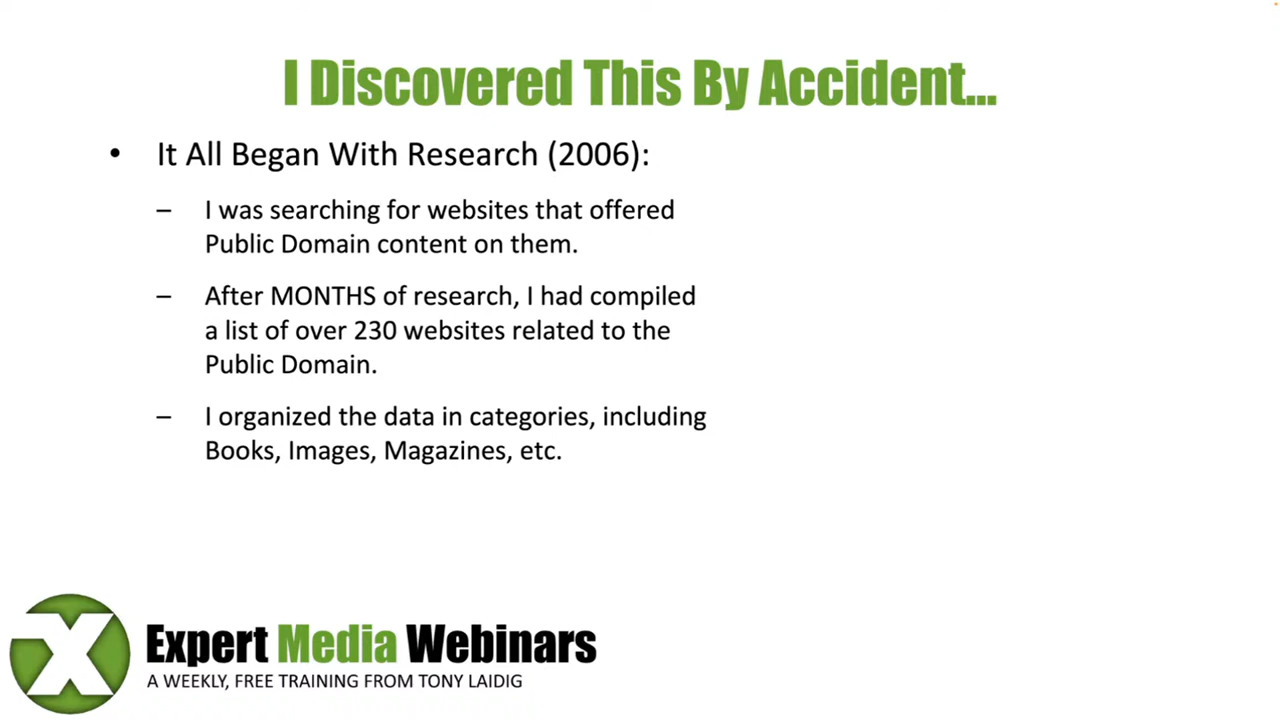 I Discovered This By Accident...
• It All Began With Research (2006):
– I was searching for websites that offered
Public Domain content on them.
– After MONTHS of research, I had compiled
a list of over 230 websites related to the
Public Domain.
– I organized the data in categories, including
Books, Images, Magazines, etc.
X
Expert Media Webinars
A WEEKLY, FREE TRAINING FROM TONY LAIDIG